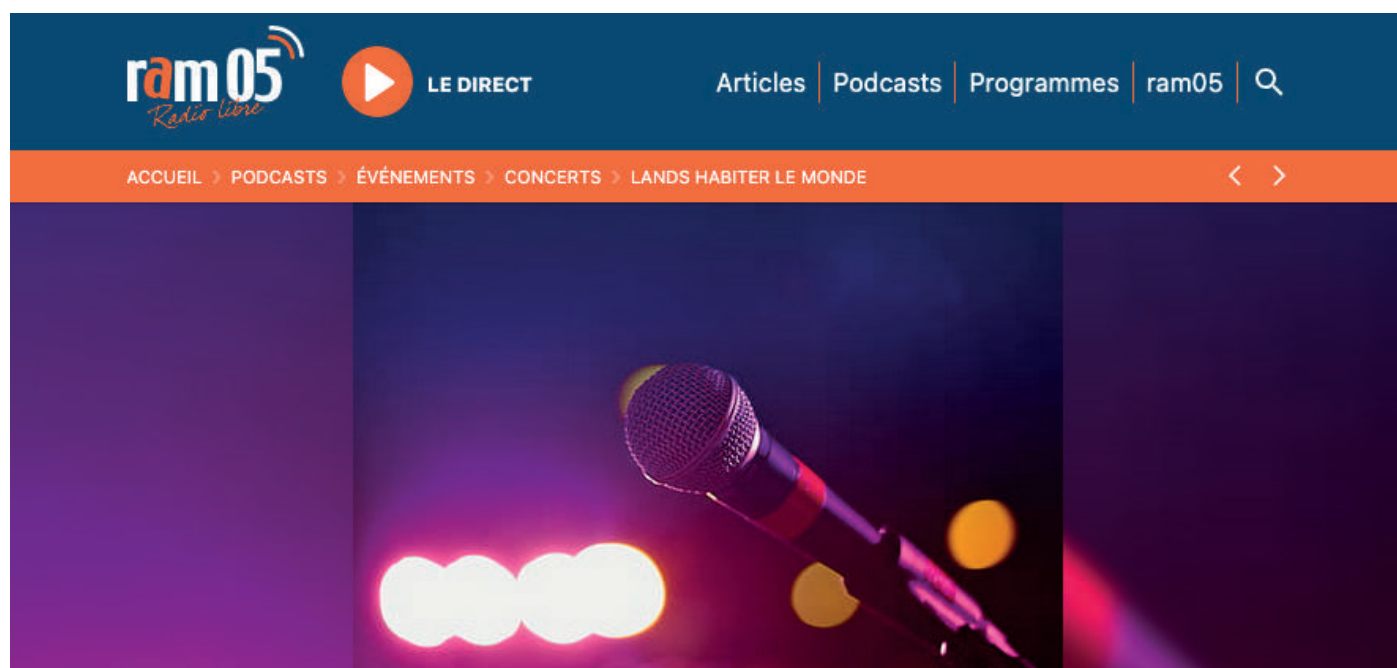 ram05
Radio libre
LE DIRECT
Articles | Podcasts | Programmes | ram05
ACCUEIL > PODCASTS > ÉVÉNEMENTS > CONCERTS > LANDS HABITER LE MONDE